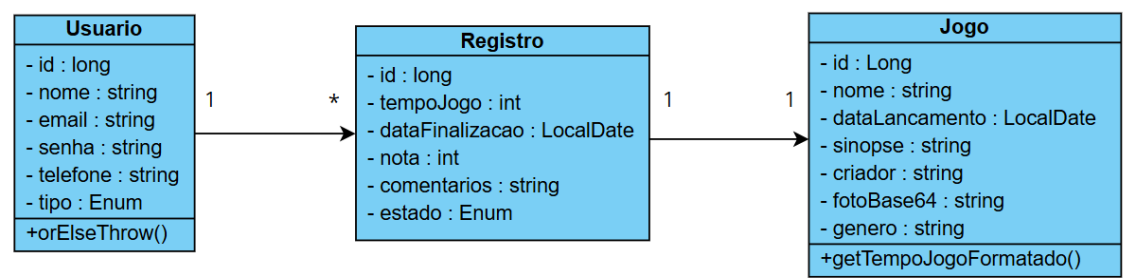 Usuario
- id : long
- nome : string
- email : string
- senha : string
- telefone : string
- tipo : Enum
+orElseThrow()
1
*
Registro
- id : long
- tempoJogo : int
- dataFinalizacao : LocalDate
- nota : int
- comentarios : string
- estado : Enum
1
1
Jogo
- id : Long
- nome : string
- dataLancamento : LocalDate
- sinopse : string
- criador : string
- fotoBase64 : string
- genero : string
+getTempoJogoFormatado()